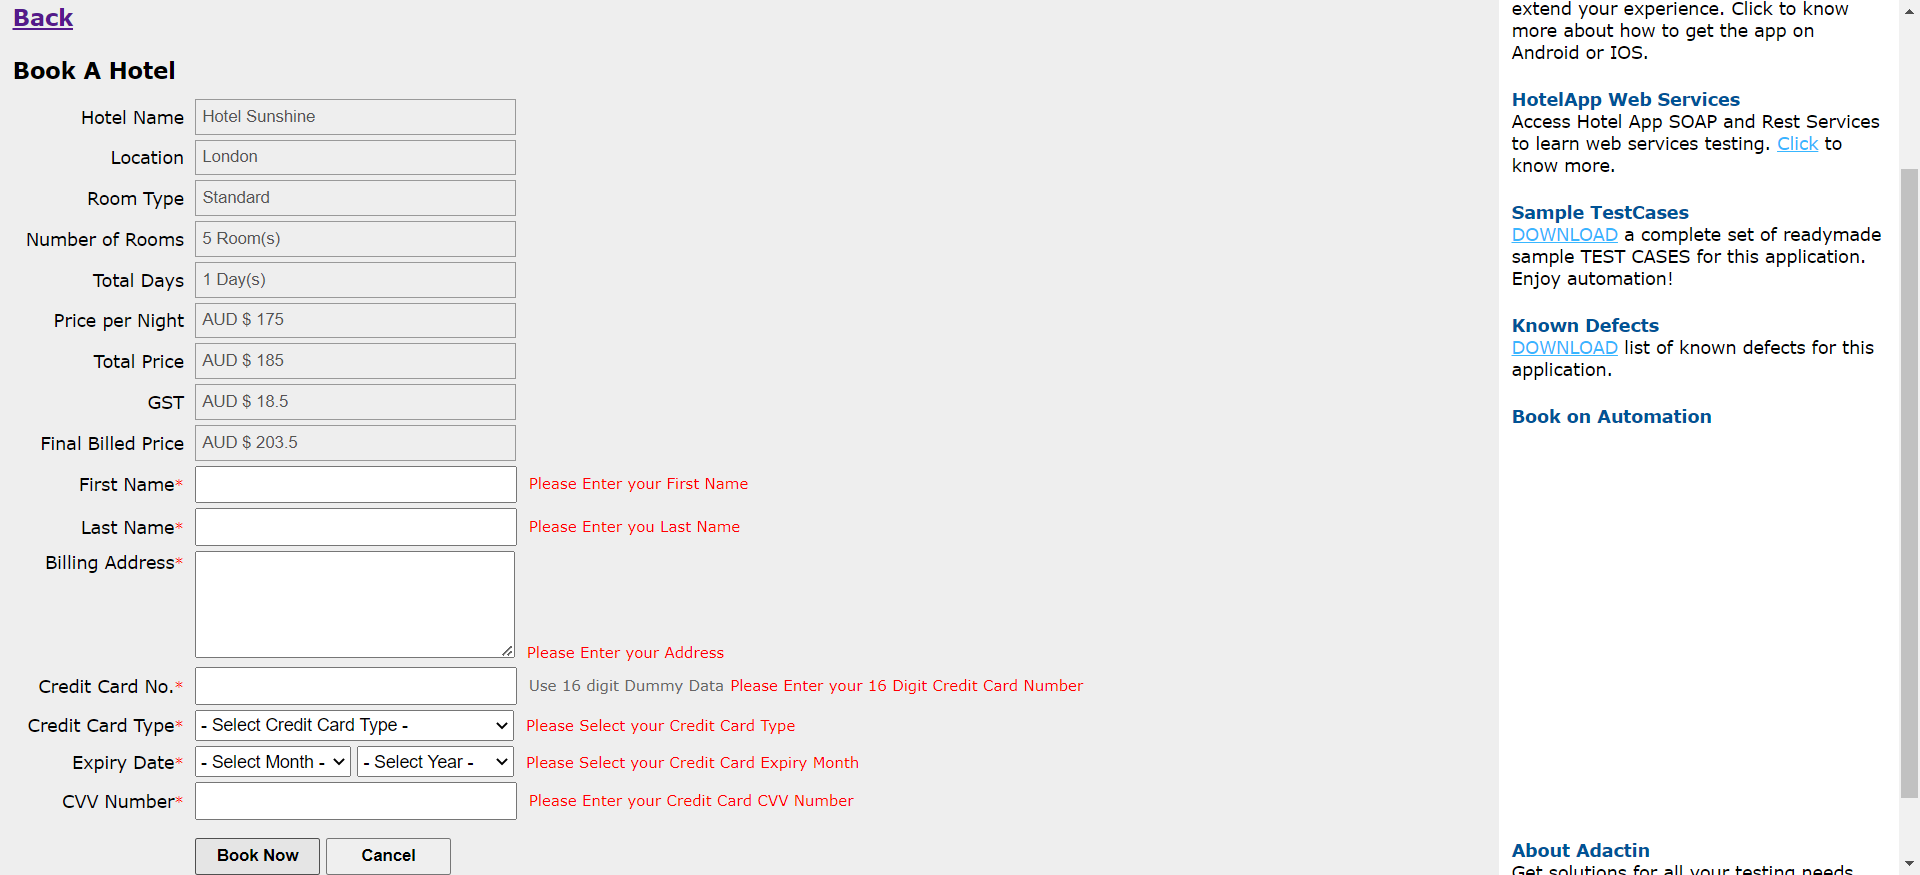 Back
Book A Hotel
Hotel Name Hotel Sunshine
Location London
Room Type Standard
Number of Rooms 5 Room(s)
Total Days 1 Day(s)
Price per Night AUD $ 175
Total Price AUD $ 185
GST AUD $ 18.5
Final Billed Price AUD $ 203.5
First Name* Please Enter your First Name
Last Name* Please Enter you Last Name
Billing Address* Please Enter your Address
Credit Card No.* Use 16 digit Dummy Data Please Enter your 16 Digit Credit Card Number
Credit Card Type* - Select Credit Card Type - Please Select your Credit Card Type
Expiry Date* - Select Month - - Select Year - Please Select your Credit Card Expiry Month
CVV Number* Please Enter your Credit Card CVV Number
Book Now Cancel
extend your experience. Click to know
more about how to get the app on
Android or IOS.
HotelApp Web Services
Access Hotel App SOAP and Rest Services
to learn web services testing. Click to
know more.
Sample TestCases
DOWNLOAD a complete set of readymade
sample TEST CASES for this application.
Enjoy automation!
Known Defects
DOWNLOAD list of known defects for this
application.
Book on Automation
About Adactin
Get solutions for all your testing needs